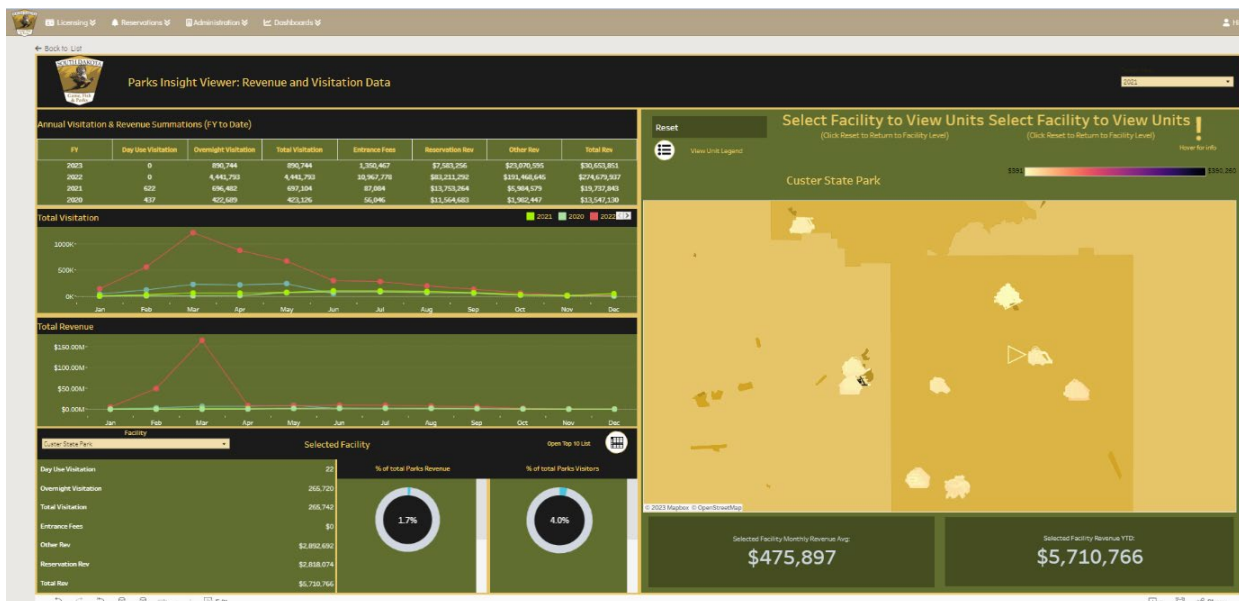 Licensing Reservations Administration Dashboards
← Back to List
SOUTH DAKOTA
Parks Insight Viewer: Revenue and Visitation Data
Annual Visitation & Revenue Summations (FY to Date)
FY Day Use Visitation Overnight Visitation Total Visitation Entrance Fees Reservation Rev Other Rev Total Rev
2023 0 890,744 890,744 1,350,467 $7,583,256 $23,070,595 $30,653,851
2022 0 4,441,793 4,441,793 10,967,778 $83,211,292 $191,468,645 $274,679,937
2021 622 696,482 697,104 87,084 $13,753,264 $5,984,579 $19,737,843
2020 437 422,689 423,126 56,046 $11,564,683 $1,982,447 $13,547,130
Total Visitation
2021 2020 2022
1000K
500K
0K
Jan Feb Mar Apr May Jun Jul Aug Sep Oct Nov Dec
Total Revenue
$150.00M
$100.00M
$50.00M
$0.00M
Jan Feb Mar Apr May Jun Jul Aug Sep Oct Nov Dec
Facility
Custer State Park
Selected Facility
Open Top 10 List
Day Use Visitation 22
Overnight Visitation 265,720
Total Visitation 265,742
Entrance Fees $0
Other Rev $2,892,692
Reservation Rev $2,818,074
Total Rev $5,710,766
% of total Parks Revenue
1.7%
% of total Parks Visitors
4.0%
Reset
View Unit Legend
Select Facility to View Units Select Facility to View Units
(Click Reset to Return to Facility Level) (Click Reset to Return to Facility Level)
!
Hover for info
Custer State Park
$391 $390,265
© 2023 Mapbox © OpenStreetMap
Selected Facility Monthly Revenue Avg:
$475,897
Selected Facility Revenue YTD:
$5,710,766